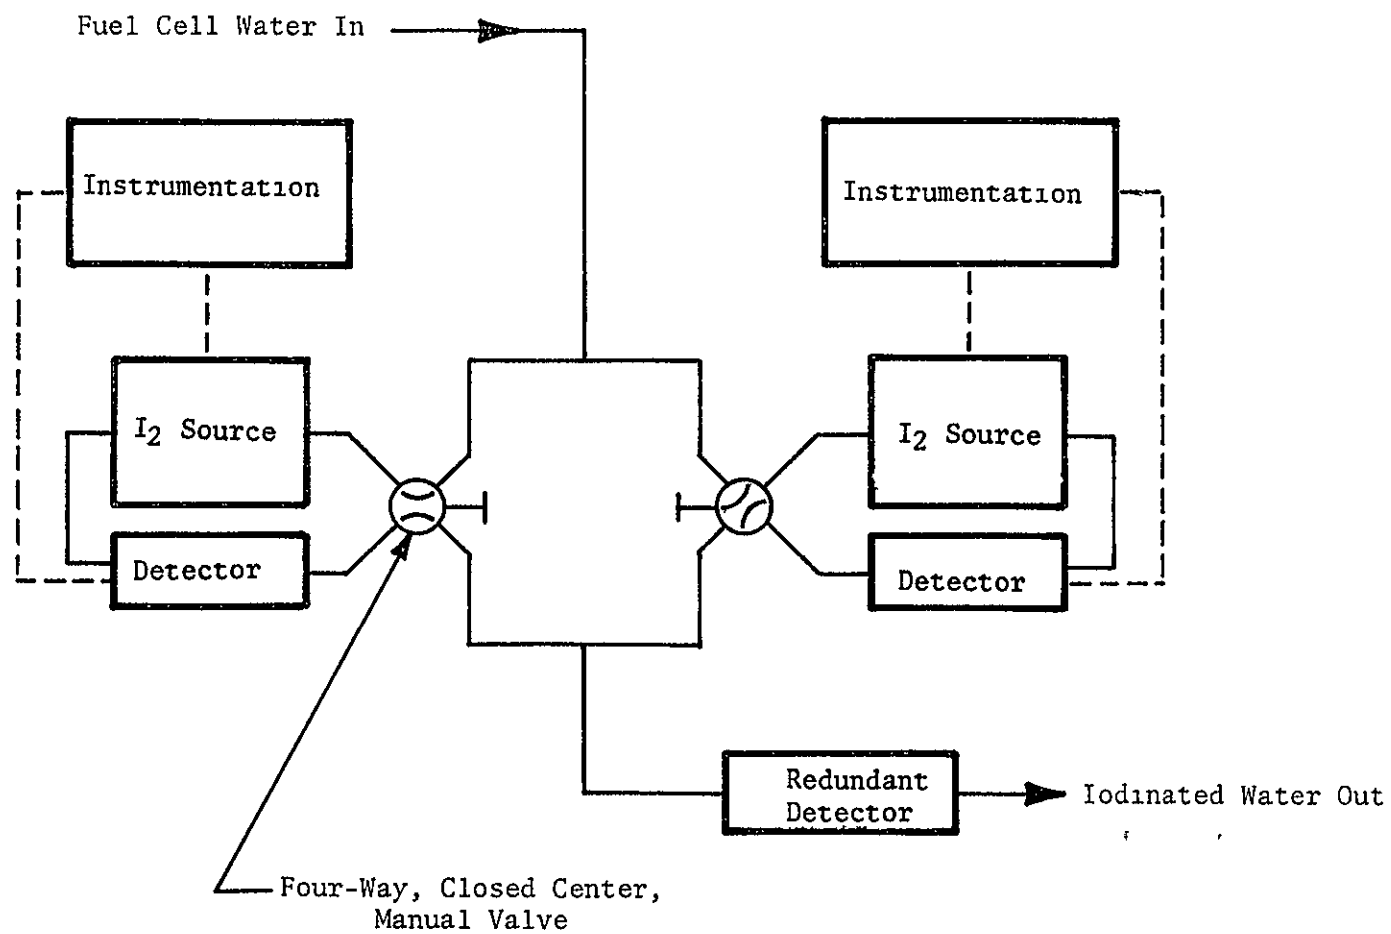 Fuel Cell Water In
Instrumentation
Instrumentation
I2 Source
I2 Source
Detector
Detector
Redundant
Detector
Iodinated Water Out
Four-Way, Closed Center,
Manual Valve